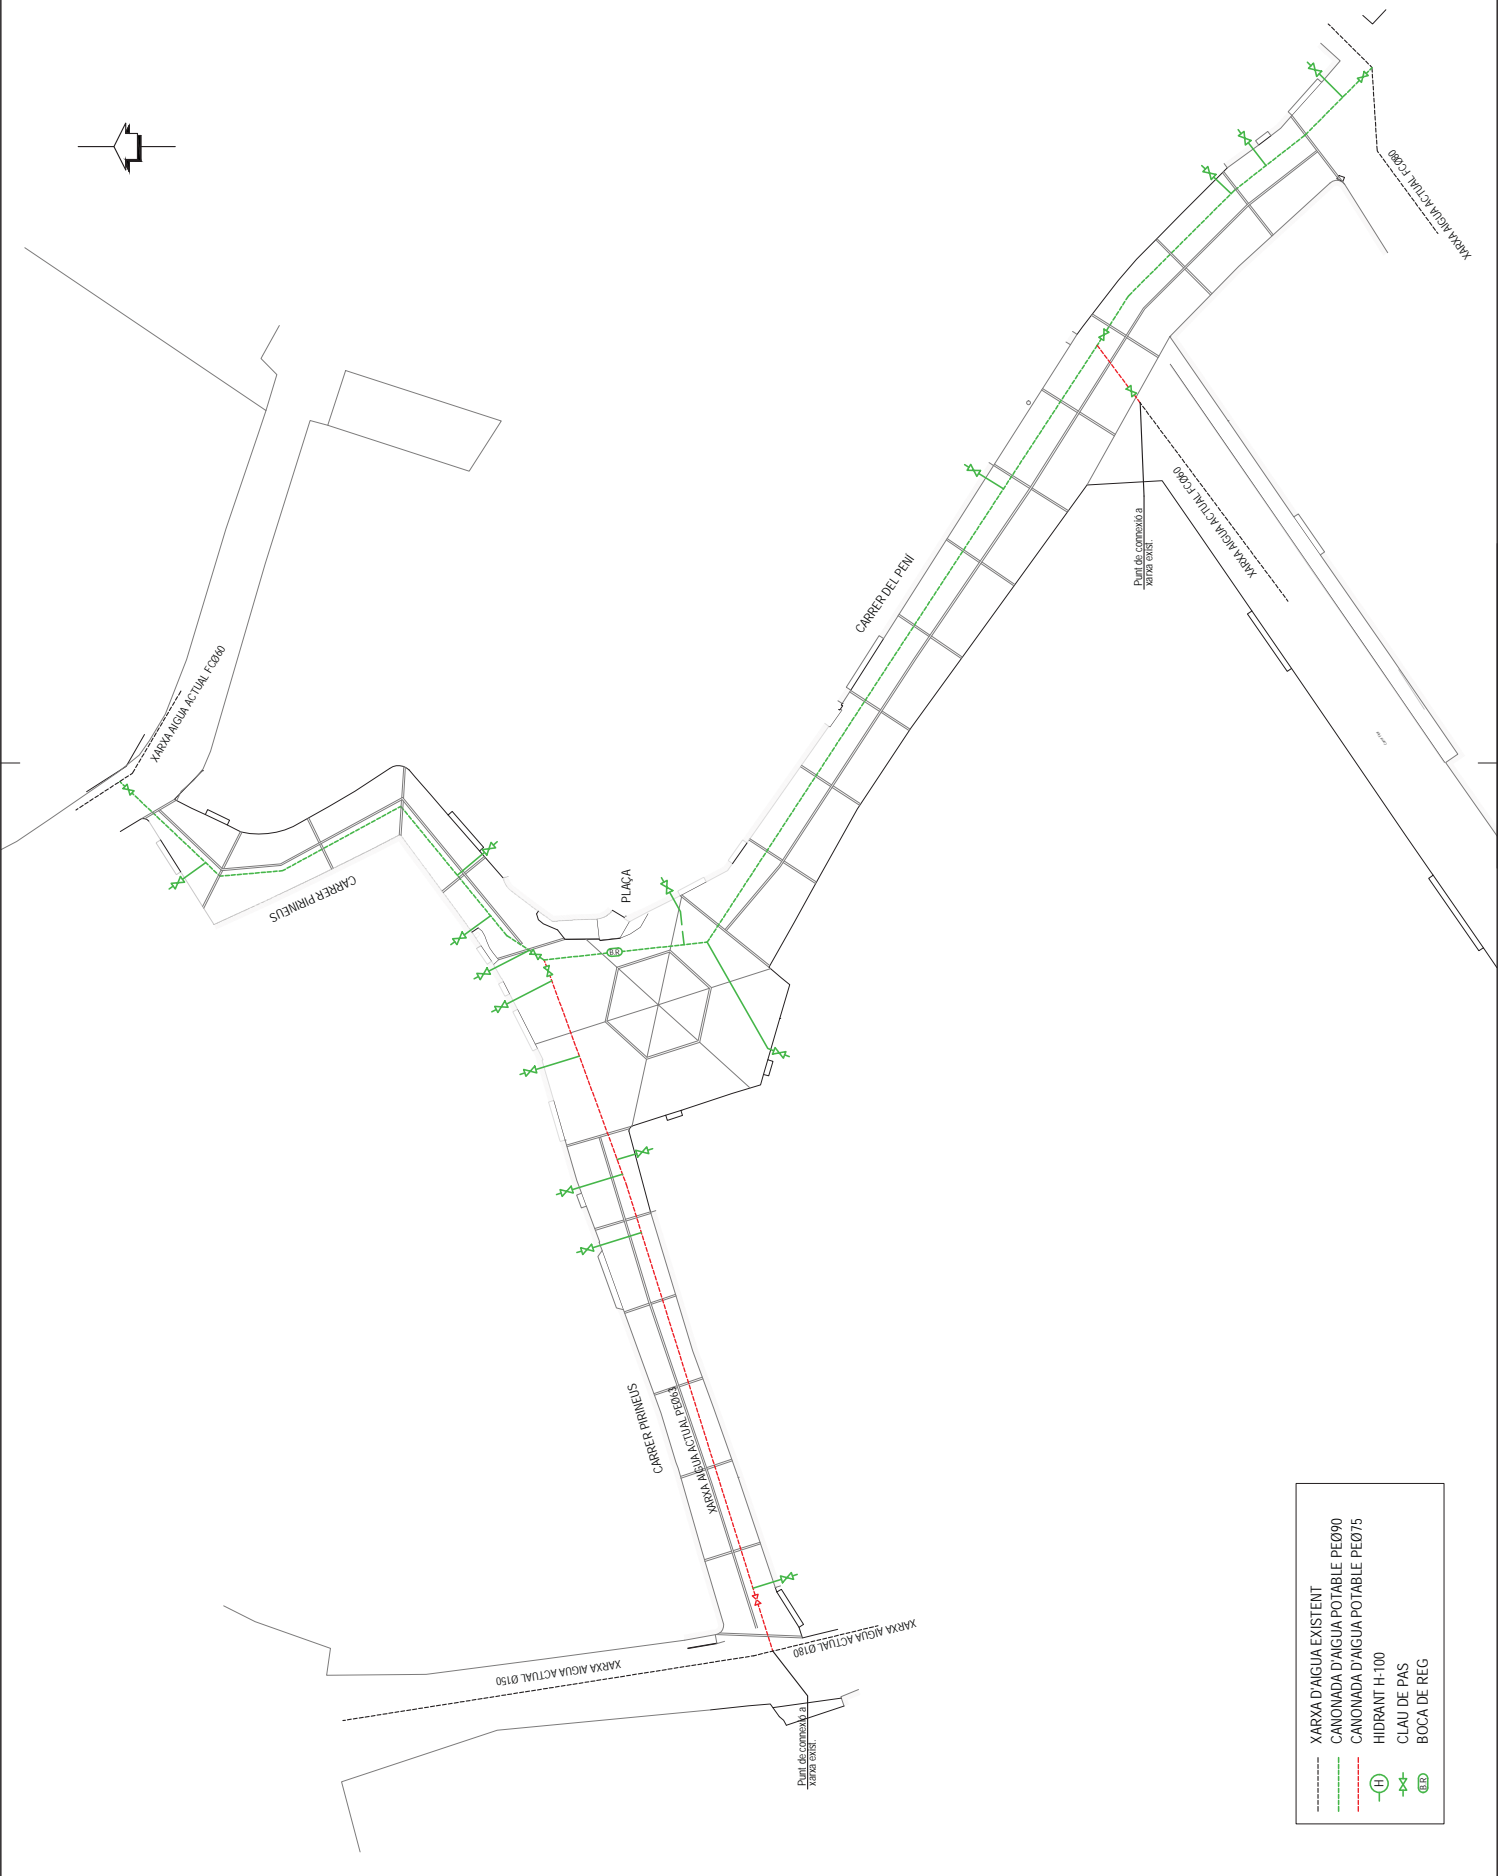 XARXA AIGUA ACTUAL FCØ80
XARXA AIGUA ACTUAL FCØ60
Punt de connexió a
xarxa exist.
CARRER DEL PENÍ
XARXA AIGUA ACTUAL FCØ60
CARRER PIRINEUS
PLAÇA
B.R
CARRER PIRINEUS
XARXA AIGUA ACTUAL PEØ63
XARXA AIGUA ACTUAL Ø150
XARXA AIGUA ACTUAL Ø180
Punt de connexió a
xarxa exist.
XARXA D'AIGUA EXISTENT
CANONADA D'AIGUA POTABLE PEØ90
CANONADA D'AIGUA POTABLE PEØ75
H HIDRANT H-100
CLAU DE PAS
B.R BOCA DE REG